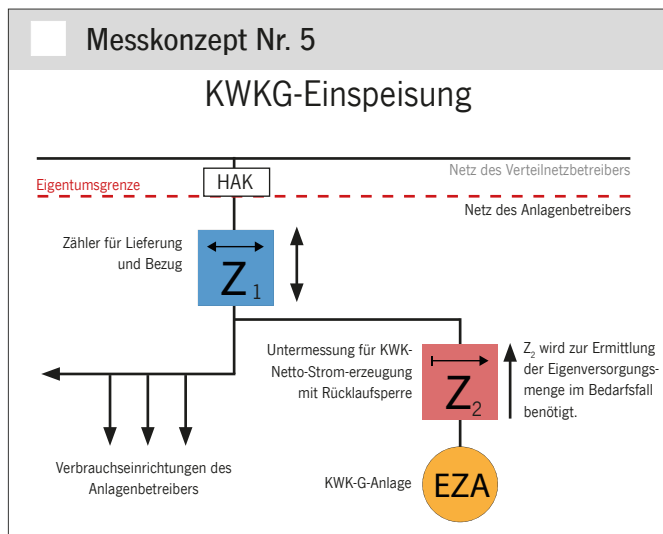 Messkonzept Nr. 5
KWKG-Einspeisung
Netz des Verteilnetzbetreibers
Eigentumsgrenze
HAK
Netz des Anlagenbetreibers
Zähler für Lieferung
und Bezug
Z1
Untermessung für KWK-
Netto-Strom-erzeugung
mit Rücklaufsperre
Z2
Z2 wird zur Ermittlung
der Eigenversorgungs-
menge im Bedarfsfall
benötigt.
Verbrauchseinrichtungen des
Anlagenbetreibers
KWK-G-Anlage
EZA